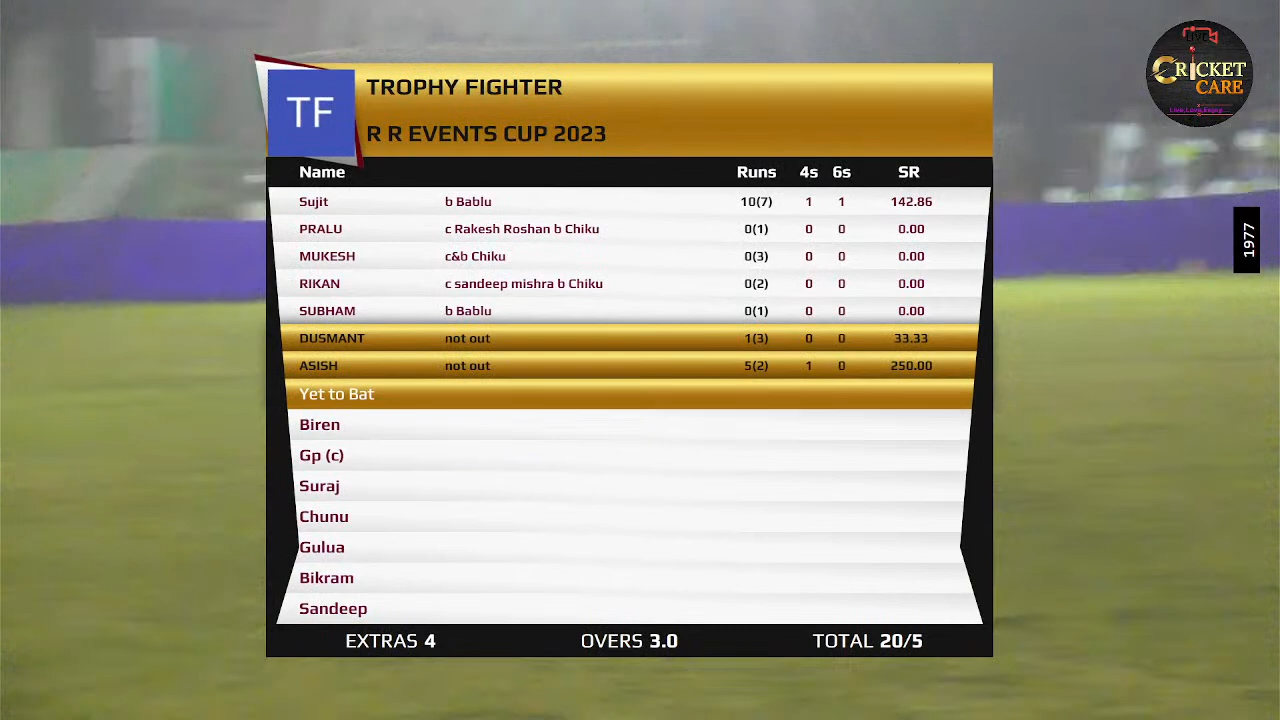 LIVE
CRICKET
CARE
Live,Love,Enjoy...
TF
TROPHY FIGHTER
R R EVENTS CUP 2023
Name Runs 4s 6s SR
Sujit b Bablu 10(7) 1 1 142.86
PRALU c Rakesh Roshan b Chiku 0(1) 0 0 0.00
MUKESH c&b Chiku 0(3) 0 0 0.00
RIKAN c sandeep mishra b Chiku 0(2) 0 0 0.00
SUBHAM b Bablu 0(1) 0 0 0.00
DUSMANT not out 1(3) 0 0 33.33
ASISH not out 5(2) 1 0 250.00
Yet to Bat
Biren
Gp (c)
Suraj
Chunu
Gulua
Bikram
Sandeep
EXTRAS 4 OVERS 3.0 TOTAL 20/5
1977